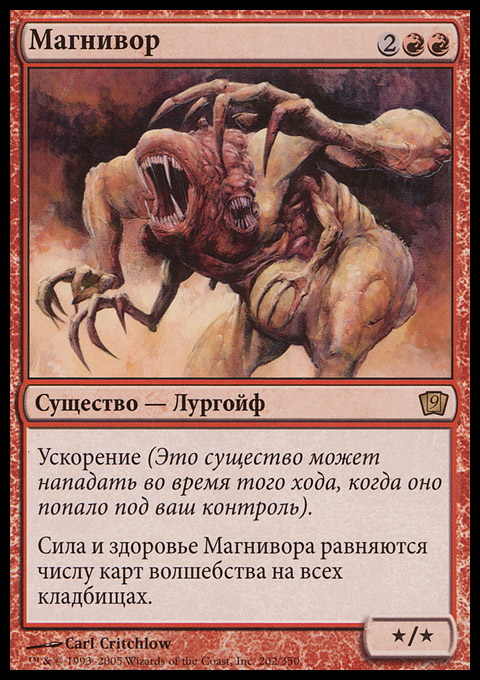 Магнивор
2
Существо — Лургойф
9
Ускорение (Это существо может
нападать во время того хода, когда оно
попало под ваш контроль).
Сила и здоровье Магнивора равняются
числу карт волшебства на всех
кладбищах.
★/★
Carl Critchlow
™ & © 1993–2005 Wizards of the Coast, Inc. 202/350